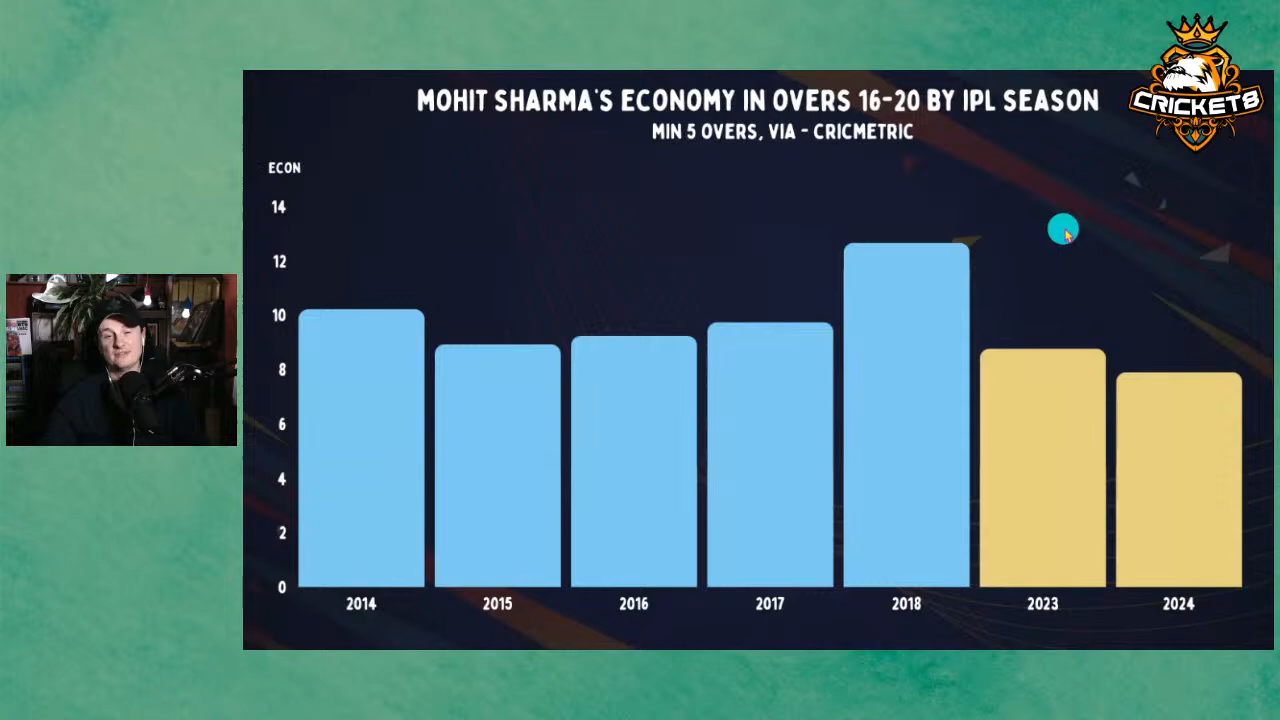 CRICKET8
MOHIT SHARMA'S ECONOMY IN OVERS 16-20 BY IPL SEASON
MIN 5 OVERS, VIA - CRICMETRIC
ECON
14
12
10
8
6
4
2
0
2014 2015 2016 2017 2018 2023 2024